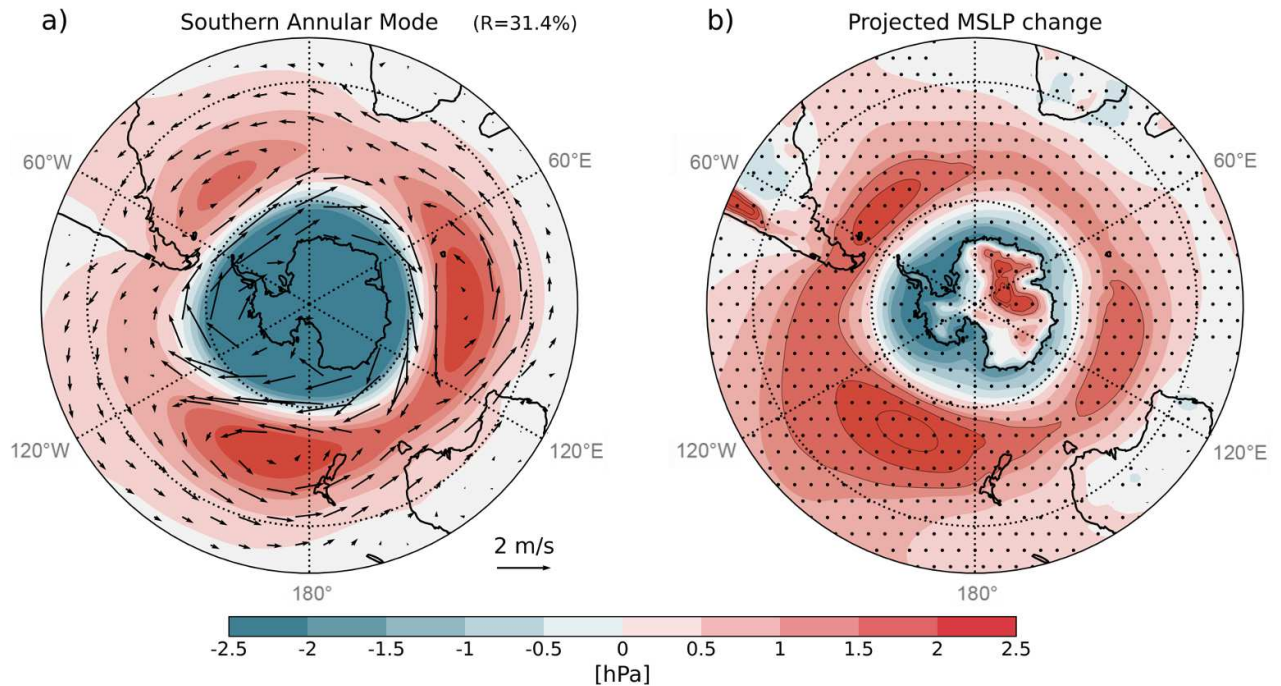 a) Southern Annular Mode (R=31.4%)
b) Projected MSLP change
60°W
60°E
60°W
60°E
120°W
120°E
120°W
120°E
2 m/s
180°
180°
-2.5 -2 -1.5 -1 -0.5 0 0.5 1 1.5 2 2.5
[hPa]